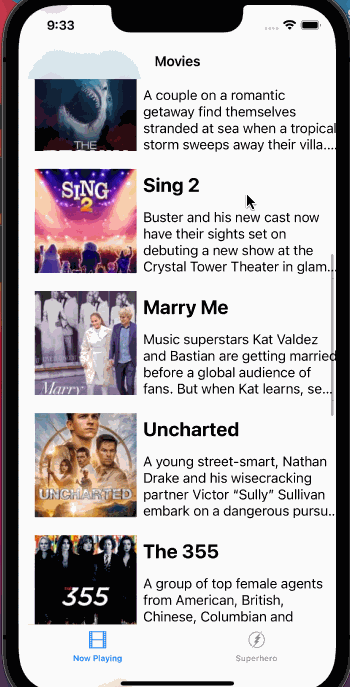 9:33
Movies
THE
A couple on a romantic
getaway find themselves
stranded at sea when a tropical
storm sweeps away their villa....
SING
2
Sing 2
Buster and his new cast now
have their sights set on
debuting a new show at the
Crystal Tower Theater in glam...
Marry
Marry Me
Music superstars Kat Valdez
and Bastian are getting married
before a global audience of
fans. But when Kat learns, se...
UNCHARTED
Uncharted
A young street-smart, Nathan
Drake and his wisecracking
partner Victor “Sully” Sullivan
embark on a dangerous pursu...
355
The 355
A group of top female agents
from American, British,
Chinese, Columbian and
Now Playing
Superhero